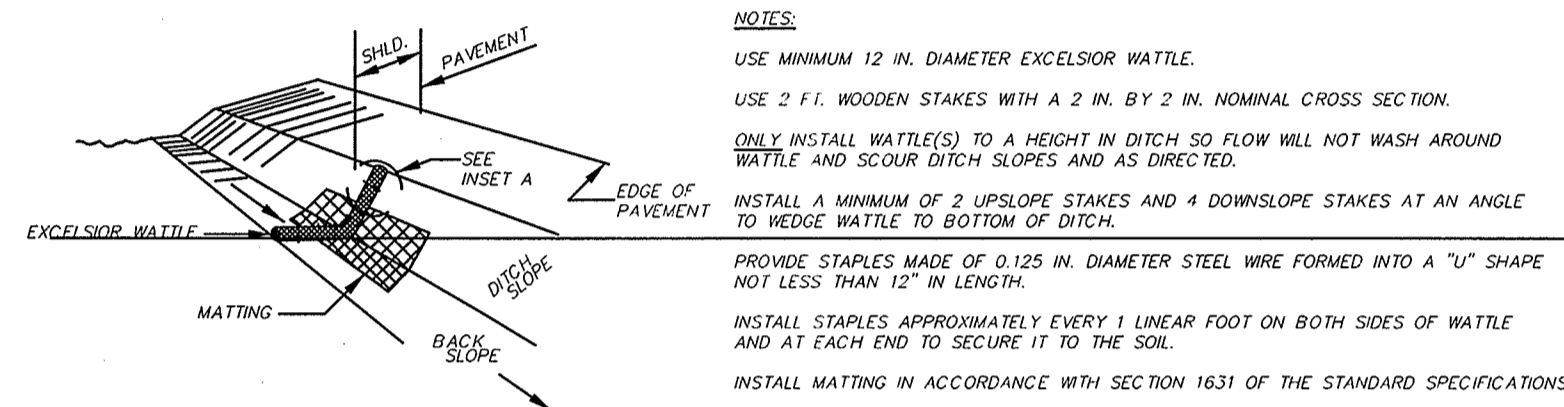 SHLD.
PAVEMENT
SEE
INSET A
EDGE OF
PAVEMENT
EXCELSIOR WATTLE
DITCH
SLOPE
MATTING
BACK
SLOPE
NOTES:
USE MINIMUM 12 IN. DIAMETER EXCELSIOR WATTLE.
USE 2 FT. WOODEN STAKES WITH A 2 IN. BY 2 IN. NOMINAL CROSS SECTION.
ONLY INSTALL WATTLE(S) TO A HEIGHT IN DITCH SO FLOW WILL NOT WASH AROUND
WATTLE AND SCOUR DITCH SLOPES AND AS DIRECTED.
INSTALL A MINIMUM OF 2 UPSLOPE STAKES AND 4 DOWNSLOPE STAKES AT AN ANGLE
TO WEDGE WATTLE TO BOTTOM OF DITCH.
PROVIDE STAPLES MADE OF 0.125 IN. DIAMETER STEEL WIRE FORMED INTO A "U" SHAPE
NOT LESS THAN 12" IN LENGTH.
INSTALL STAPLES APPROXIMATELY EVERY 1 LINEAR FOOT ON BOTH SIDES OF WATTLE
AND AT EACH END TO SECURE IT TO THE SOIL.
INSTALL MATTING IN ACCORDANCE WITH SECTION 1631 OF THE STANDARD SPECIFICATIONS